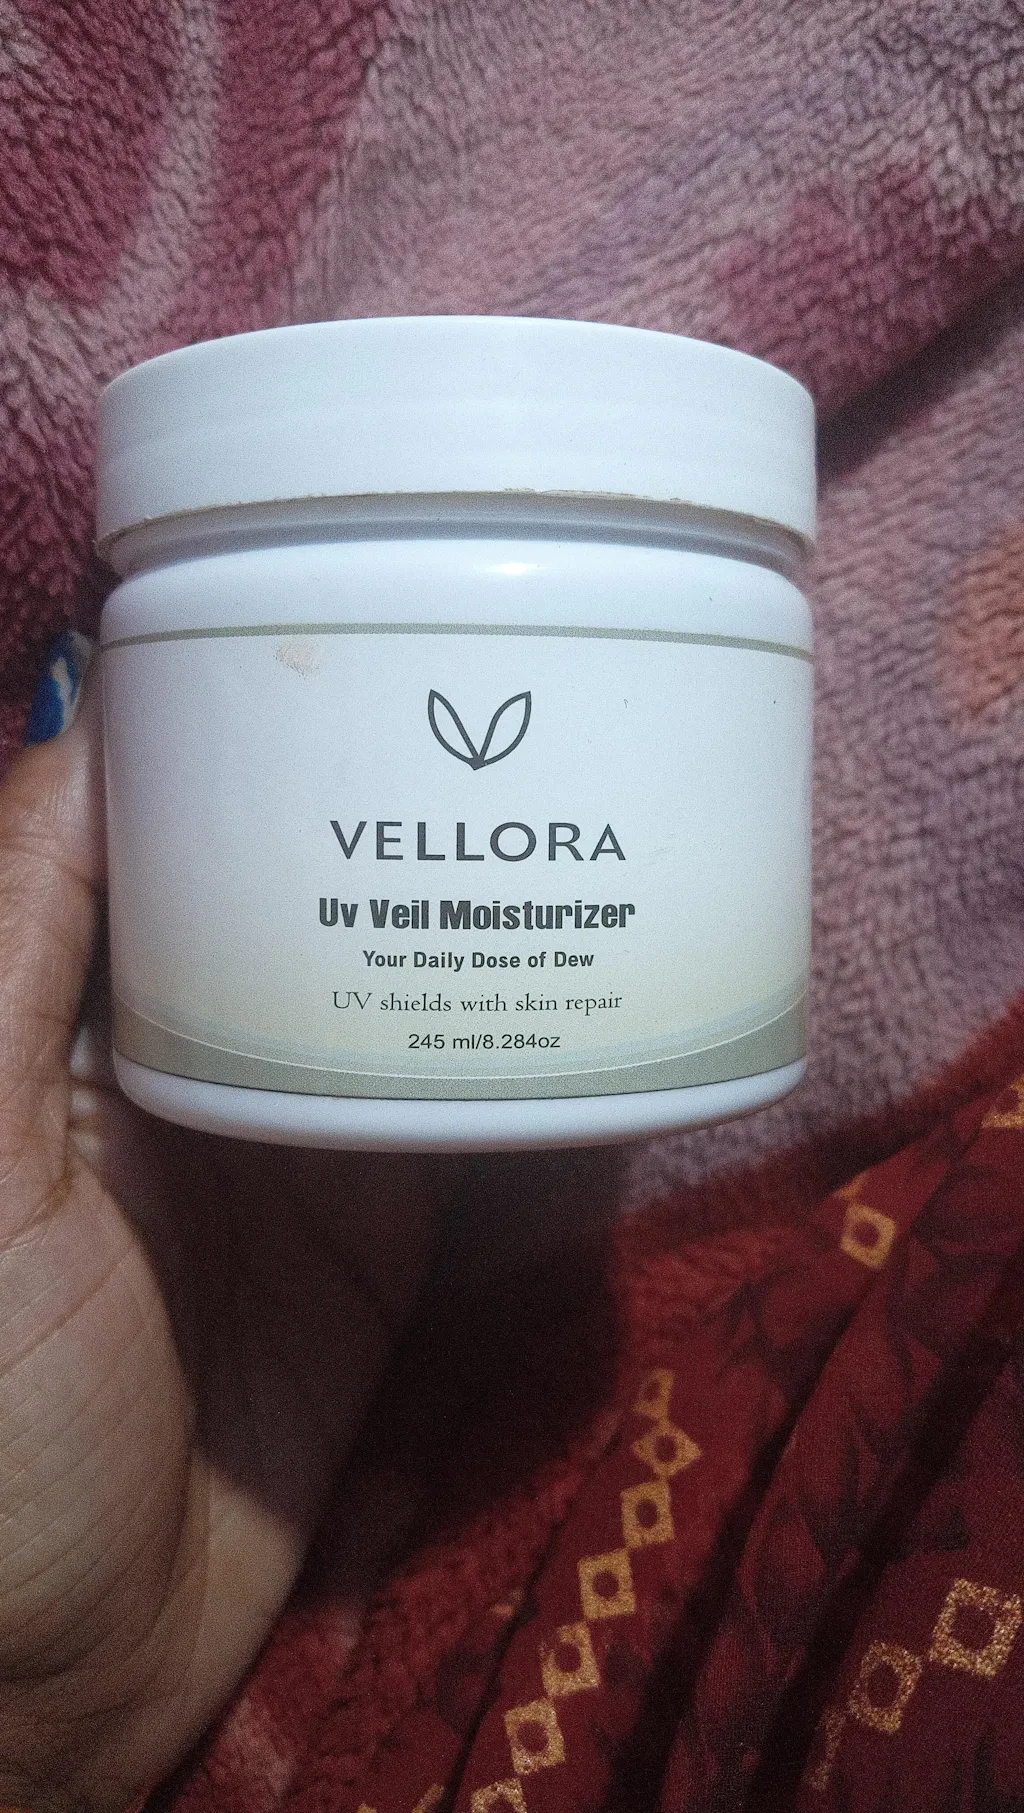 VELLORA
Uv Veil Moisturizer
Your Daily Dose of Dew
UV shields with skin repair
245 ml/8.284oz